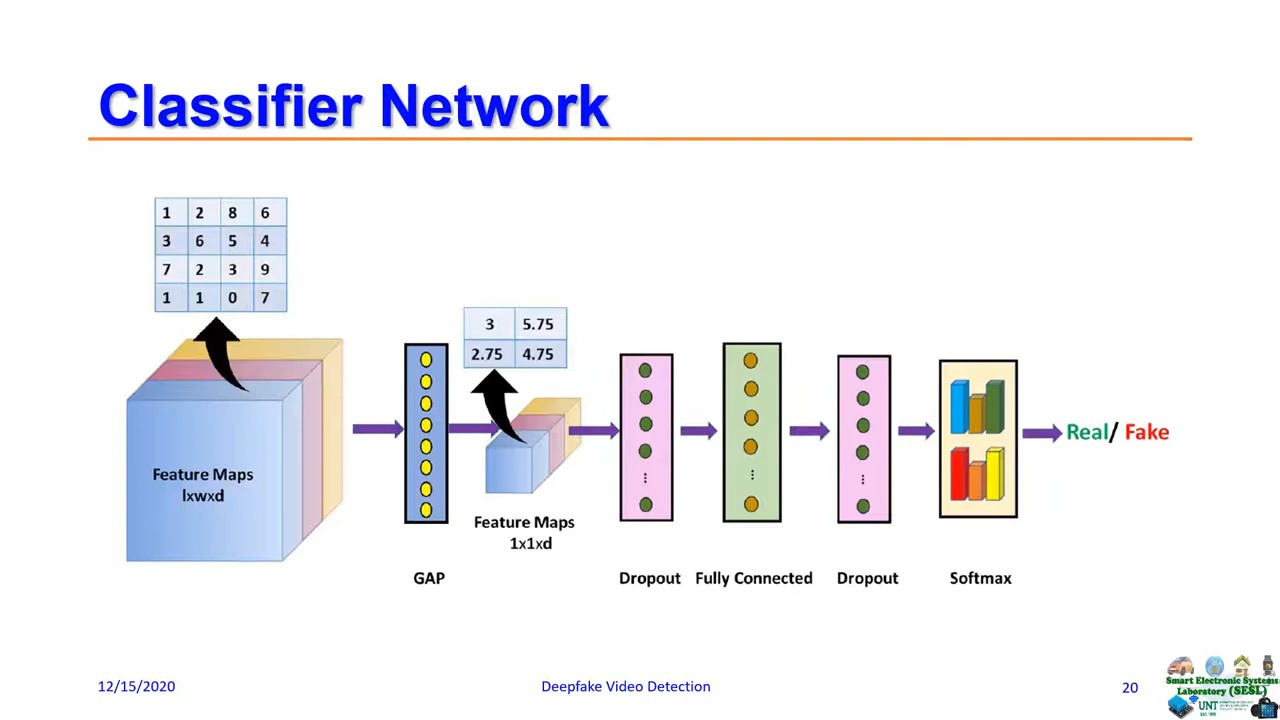 Classifier Network
1 2 8 6
3 6 5 4
7 2 3 9
1 1 0 7
3 5.75
2.75 4.75
Feature Maps
lxwxd
Real/ Fake
Feature Maps
1x1xd
GAP
Dropout
Fully Connected
Dropout
Softmax
12/15/2020
Deepfake Video Detection
20
Smart Electronic Systems
Laboratory (SESL)
UNT